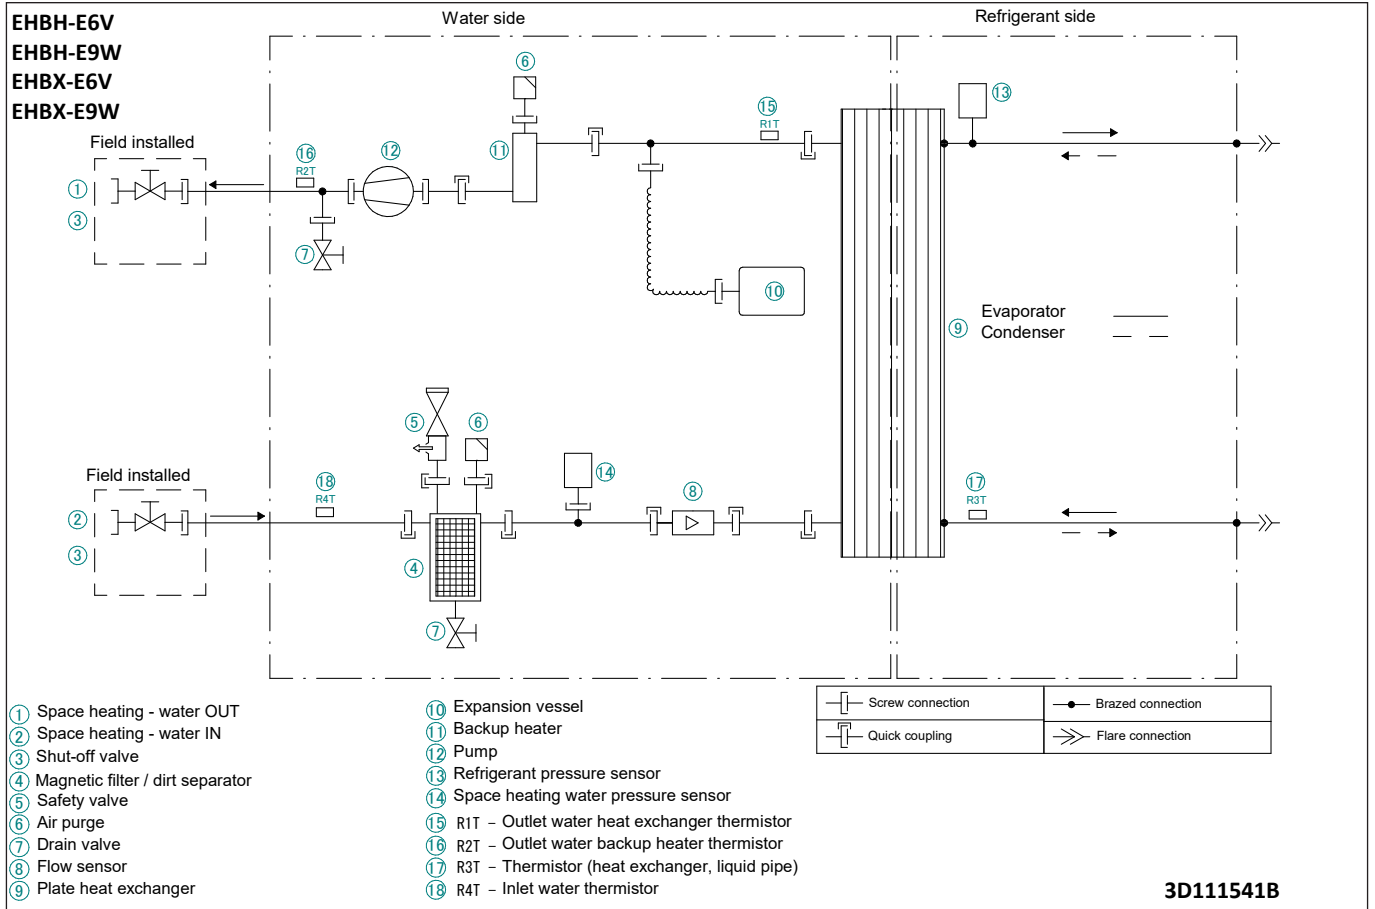 EHBH-E6V
EHBH-E9W
EHBX-E6V
EHBX-E9W
Water side
Refrigerant side
6
13
15
R1T
Field installed
16
R2T
12
11
1
3
7
10
Evaporator
Condenser
9
5
6
Field installed
18
R4T
14
8
17
R3T
2
3
4
7
1 Space heating - water OUT
2 Space heating - water IN
3 Shut-off valve
4 Magnetic filter / dirt separator
5 Safety valve
6 Air purge
7 Drain valve
8 Flow sensor
9 Plate heat exchanger
10 Expansion vessel
11 Backup heater
12 Pump
13 Refrigerant pressure sensor
14 Space heating water pressure sensor
15 R1T - Outlet water heat exchanger thermistor
16 R2T - Outlet water backup heater thermistor
17 R3T - Thermistor (heat exchanger, liquid pipe)
18 R4T - Inlet water thermistor
Screw connection
Brazed connection
Quick coupling
Flare connection
3D111541B